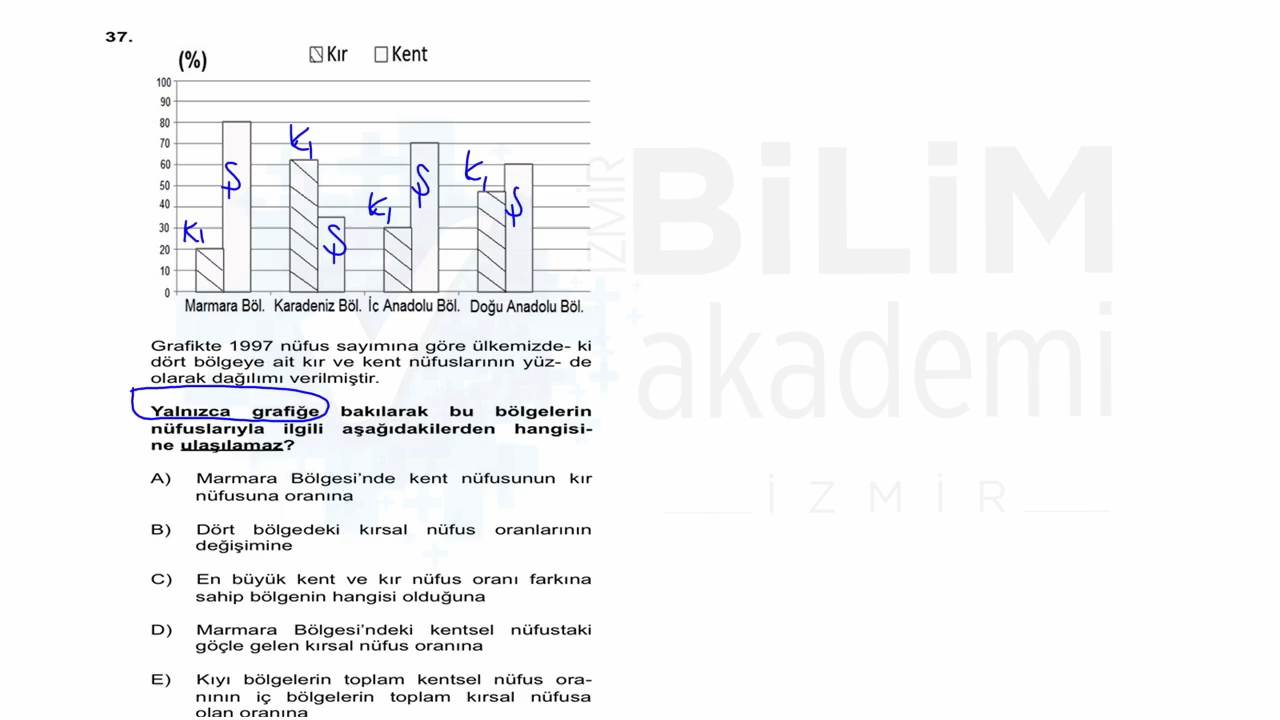 37.
(%)
Kır Kent
100
90
80
70
60
50
40
30
20
10
0
Kı Ş Kı Ş Kı Ş Kı Ş
Marmara Böl. Karadeniz Böl. İç Anadolu Böl. Doğu Anadolu Böl.
Grafikte 1997 nüfus sayımına göre ülkemizde- ki
dört bölgeye ait kır ve kent nüfuslarının yüz- de
olarak dağılımı verilmiştir.
Yalnızca grafiğe bakılarak bu bölgelerin
nüfuslarıyla ilgili aşağıdakilerden hangisi-
ne ulaşılamaz?
A) Marmara Bölgesi’nde kent nüfusunun kır
nüfusuna oranına
B) Dört bölgedeki kırsal nüfus oranlarının
değişimine
C) En büyük kent ve kır nüfus oranı farkına
sahip bölgenin hangisi olduğuna
D) Marmara Bölgesi’ndeki kentsel nüfustaki
göçle gelen kırsal nüfus oranına
E) Kıyı bölgelerin toplam kentsel nüfus ora-
nının iç bölgelerin toplam kırsal nüfusa
olan oranına
İZMİR
BİLİM
akademi
İZMİR